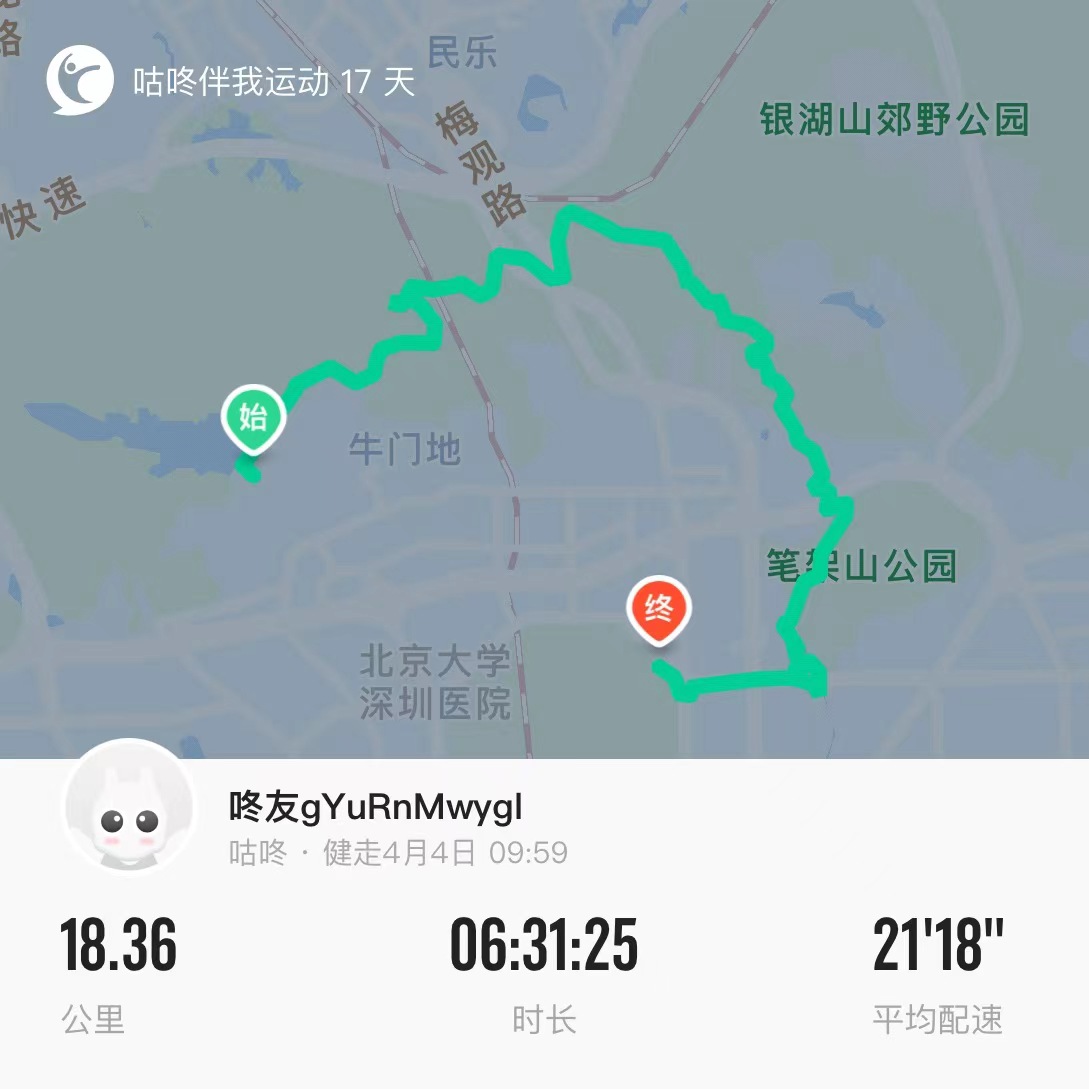 路
咕咚伴我运动 17 天
民乐
梅观路
银湖山郊野公园
快速
始
牛门地
笔架山公园
终
北京大学
深圳医院
咚友gYuRnMwygl
咕咚 · 健走4月4日 09:59
18.36
06:31:25
21'18"
公里
时长
平均配速